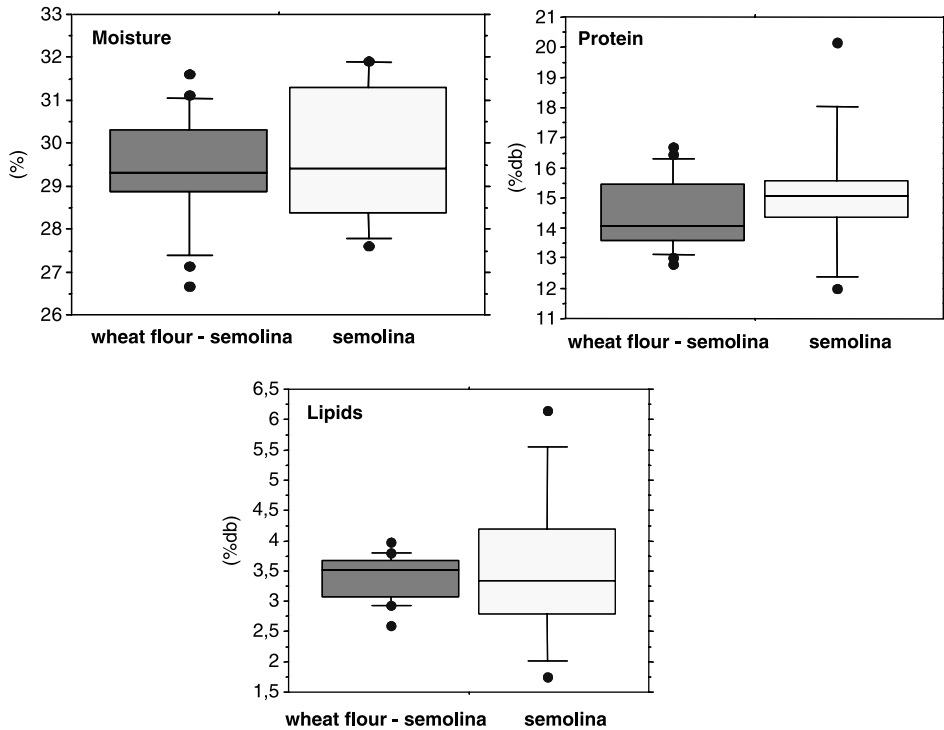 Moisture
(%)
33
32
31
30
29
28
27
26
wheat flour - semolina
semolina
Protein
(%db)
21
20
19
18
17
16
15
14
13
12
11
wheat flour - semolina
semolina
Lipids
(%db)
6,5
6
5,5
5
4,5
4
3,5
3
2,5
2
1,5
wheat flour - semolina
semolina